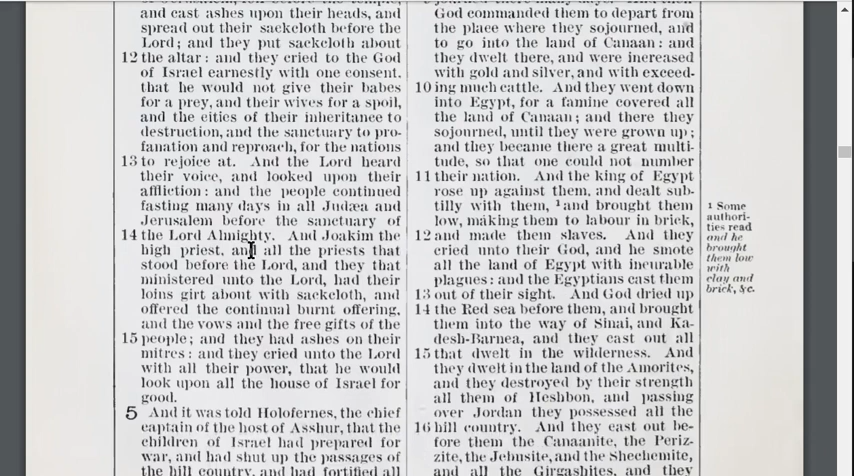 and cast ashes upon their heads, and
spread out their sackcloth before the
Lord; and they put sackcloth about
12 the altar: and they cried to the God
of Israel earnestly with one consent,
that he would not give their babes
for a prey, and their wives for a spoil,
and the cities of their inheritance to
destruction, and the sanctuary to pro-
fanation and reproach, for the nations
13 to rejoice at. And the Lord heard
their voice, and looked upon their
affliction: and the people continued
fasting many days in all Judæa and
Jerusalem before the sanctuary of
14 the Lord Almighty. And Joakim the
high priest, and all the priests that
stood before the Lord, and they that
ministered unto the Lord, had their
loins girt about with sackcloth, and
offered the continual burnt offering,
and the vows and the free gifts of the
15 people; and they had ashes on their
mitres: and they cried unto the Lord
with all their power, that he would
look upon all the house of Israel for
good.
5 And it was told Holofernes, the chief
captain of the host of Asshur, that the
children of Israel had prepared for
war, and had shut up the passages of
the hill country, and had fortified all
God commanded them to depart from
the place where they sojourned, and
to go into the land of Canaan: and
they dwelt there, and were increased
with gold and silver, and with exceed-
10 ing much cattle. And they went down
into Egypt, for a famine covered all
the land of Canaan; and there they
sojourned, until they were grown up;
and they became there a great multi-
tude, so that one could not number
11 their nation. And the king of Egypt
rose up against them, and dealt sub-
tilly with them, 1and brought them
low, making them to labour in brick,
12 and made them slaves. And they
cried unto their God, and he smote
all the land of Egypt with incurable
plagues: and the Egyptians cast them
13 out of their sight. And God dried up
14 the Red sea before them, and brought
them into the way of Sinai, and Ka-
desh-Barnea, and they cast out all
15 that dwelt in the wilderness. And
they dwelt in the land of the Amorites,
and they destroyed by their strength
all them of Heshbon, and passing
over Jordan they possessed all the
16 hill country. And they cast out be-
fore them the Canaanite, the Periz-
zite, the Jebusite, and the Shechemite,
and all the Girgashites, and they
1 Some
authori-
ties read
and he
brought
them low
with
clay and
brick, &c.